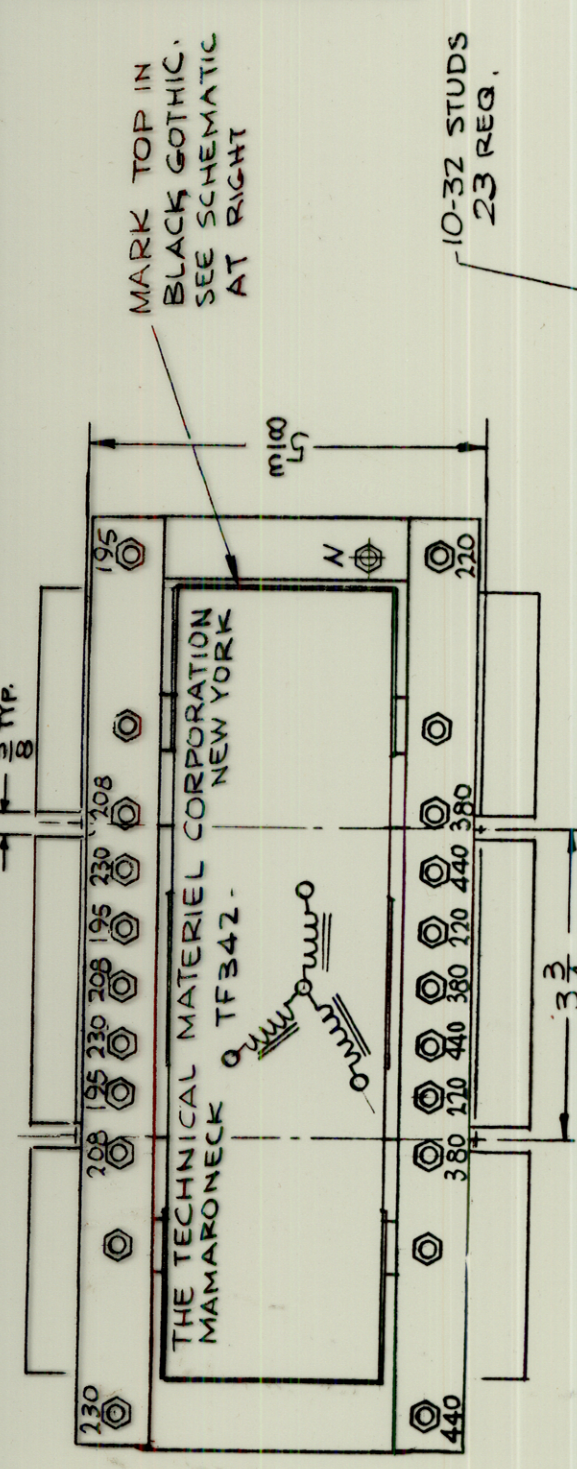 MARK TOP IN
BLACK GOTHIC.
SEE SCHEMATIC
AT RIGHT
10-32 STUDS
23 REQ.
3/8 TYP.
5 3/8
230 208 195 230 208 195 230 208 195
THE TECHNICAL MATERIEL CORPORATION
MAMARONECK NEW YORK
TF342-
N
440 380 220 440 380 220 440 380 220
3 3/4